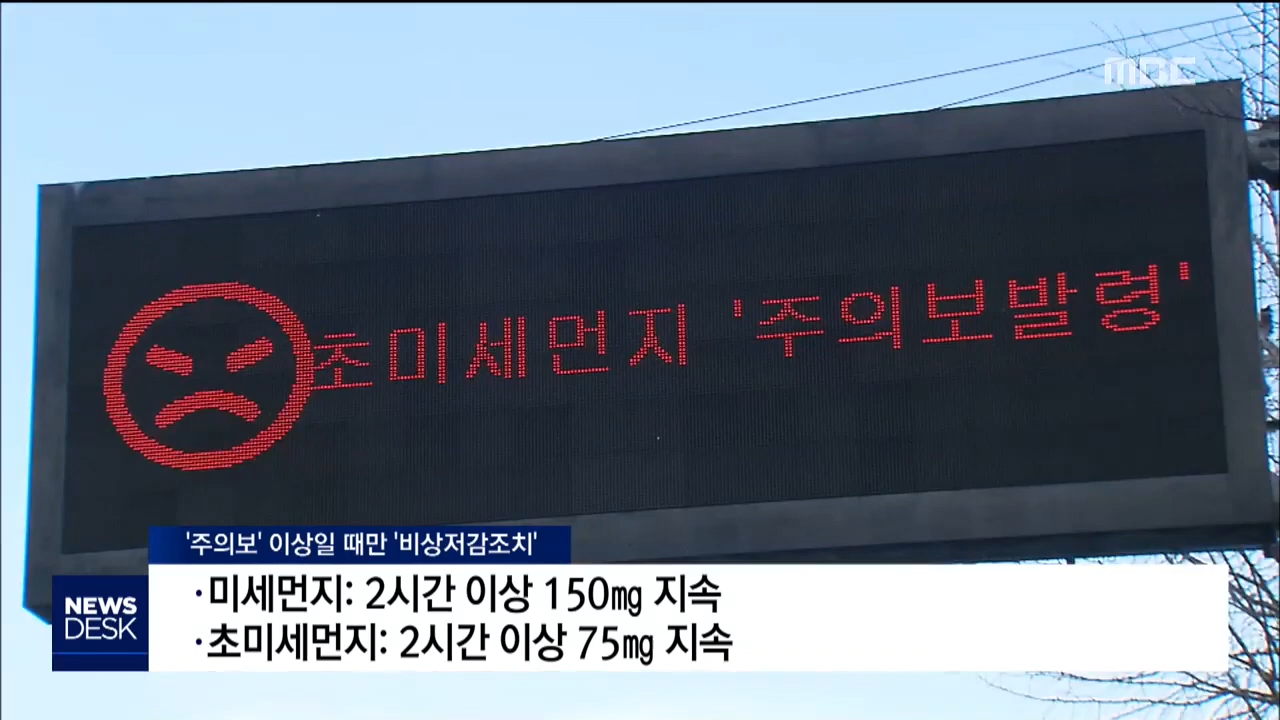 MBC
초미세먼지 '주의보발령'
'주의보' 이상일 때만 '비상저감조치'
NEWS
DESK
·미세먼지: 2시간 이상 150㎎ 지속
·초미세먼지: 2시간 이상 75㎎ 지속